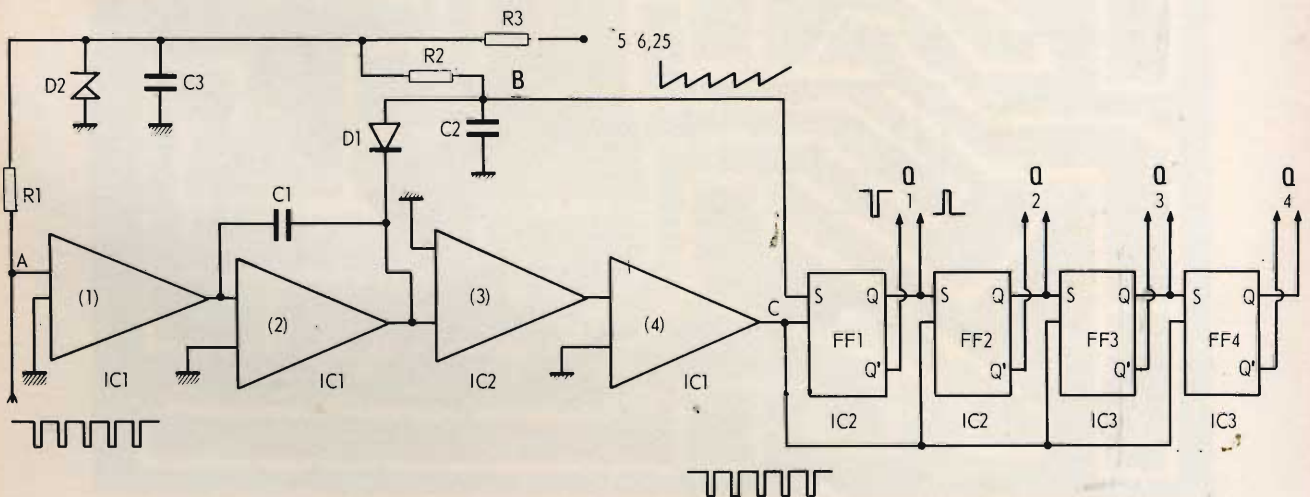 R3
5 6,25
R2
B
D2
C3
D1
C2
R1
C1
A
(1)
(2)
(3)
(4)
C
IC1
IC1
IC2
IC1
Q
1
Q
2
Q
3
Q
4
S
Q
FF1
Q'
S
Q
FF2
Q'
S
Q
FF3
Q'
S
Q
FF4
Q'
IC2
IC2
IC3
IC3